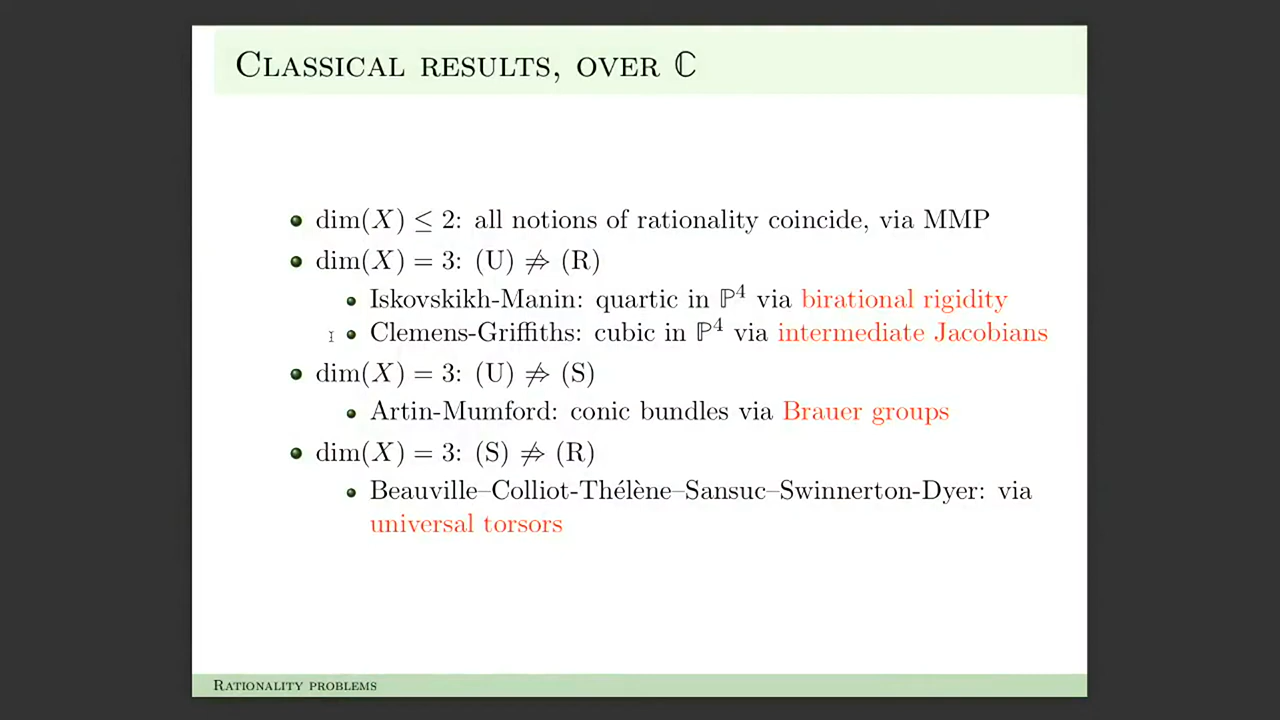 Classical results, over ℂ
• dim(X) ≤ 2: all notions of rationality coincide, via MMP
• dim(X) = 3: (U) ⇏ (R)
• Iskovskikh-Manin: quartic in ℙ⁴ via birational rigidity
• Clemens-Griffiths: cubic in ℙ⁴ via intermediate Jacobians
• dim(X) = 3: (U) ⇏ (S)
• Artin-Mumford: conic bundles via Brauer groups
• dim(X) = 3: (S) ⇏ (R)
• Beauville–Colliot-Thélène–Sansuc–Swinnerton-Dyer: via
universal torsors
Rationality problems